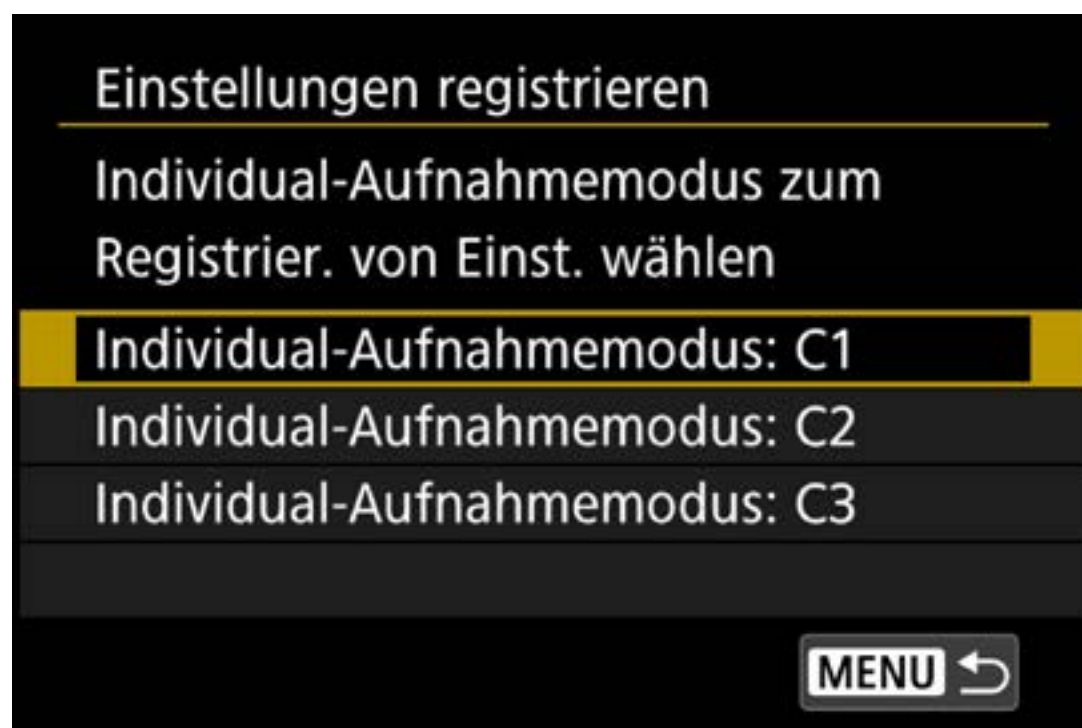 Einstellungen registrieren
Individual-Aufnahmemodus zum
Registrier. von Einst. wählen
Individual-Aufnahmemodus: C1
Individual-Aufnahmemodus: C2
Individual-Aufnahmemodus: C3
MENU